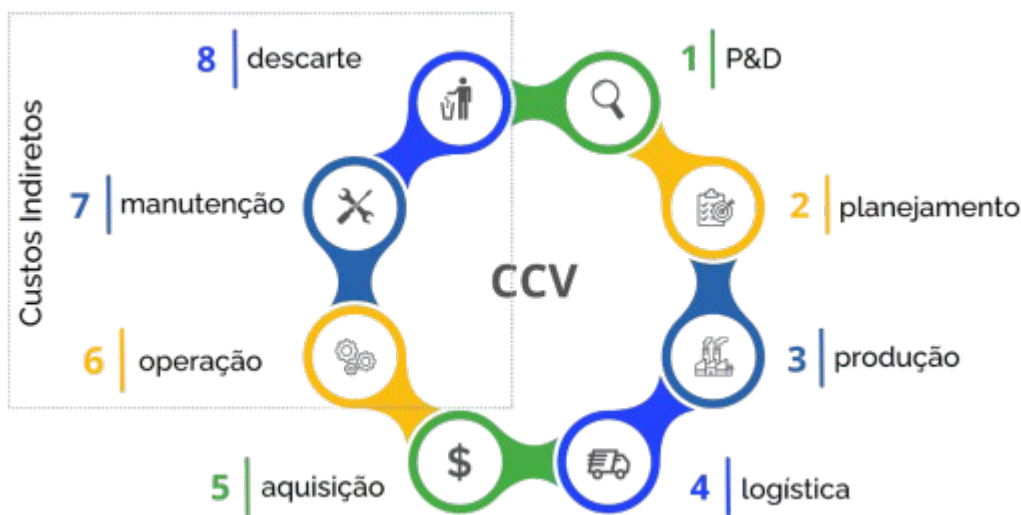 8 descarte
1 P&D
Custos Indiretos
7 manutenção
2 planejamento
CCV
6 operação
3 produção
5 aquisição
$
4 logística